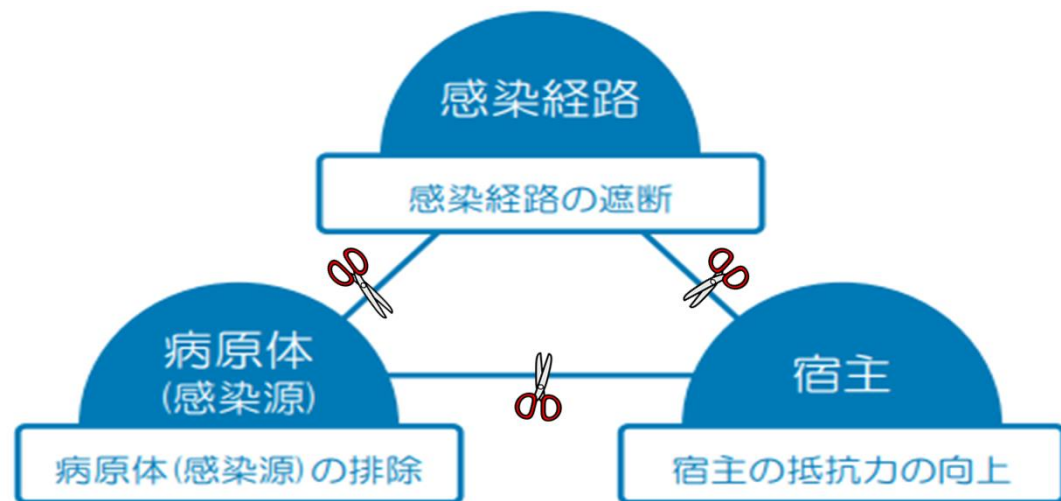 感染経路
感染経路の遮断
病原体
(感染源)
病原体(感染源)の排除
宿主
宿主の抵抗力の向上